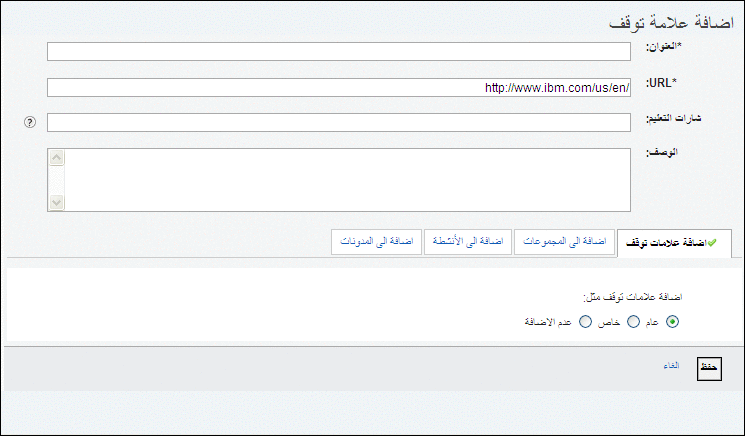 اضافة علامة توقف
*العنوان:
*URL:
http://www.ibm.com/us/en/
شارات التعليم:
?
الوصف:
اضافة علامات توقف
اضافة الى المجموعات
اضافة الى الأنشطة
اضافة الى المدونات
اضافة علامات توقف مثل:
عام خاص عدم الاضافة
حفظ الغاء